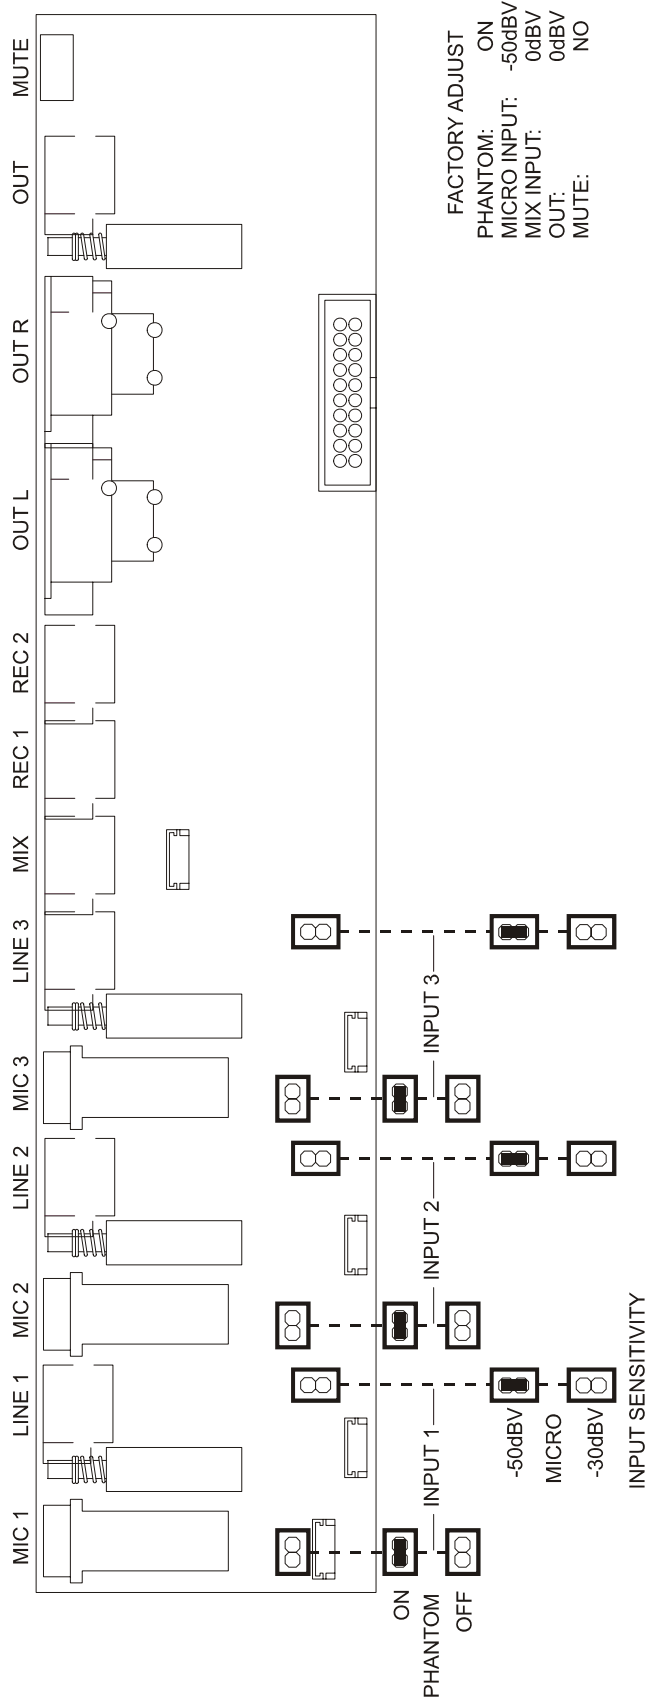 MIC 1
LINE 1
MIC 2
LINE 2
MIC 3
LINE 3
MIX
REC 1
REC 2
OUT L
OUT R
OUT
MUTE
ON
PHANTOM
OFF
INPUT 1
INPUT 2
INPUT 3
-50dBV
MICRO
-30dBV
INPUT SENSITIVITY
FACTORY ADJUST
PHANTOM: ON
MICRO INPUT: -50dBV
MIX INPUT: 0dBV
OUT: 0dBV
MUTE: NO